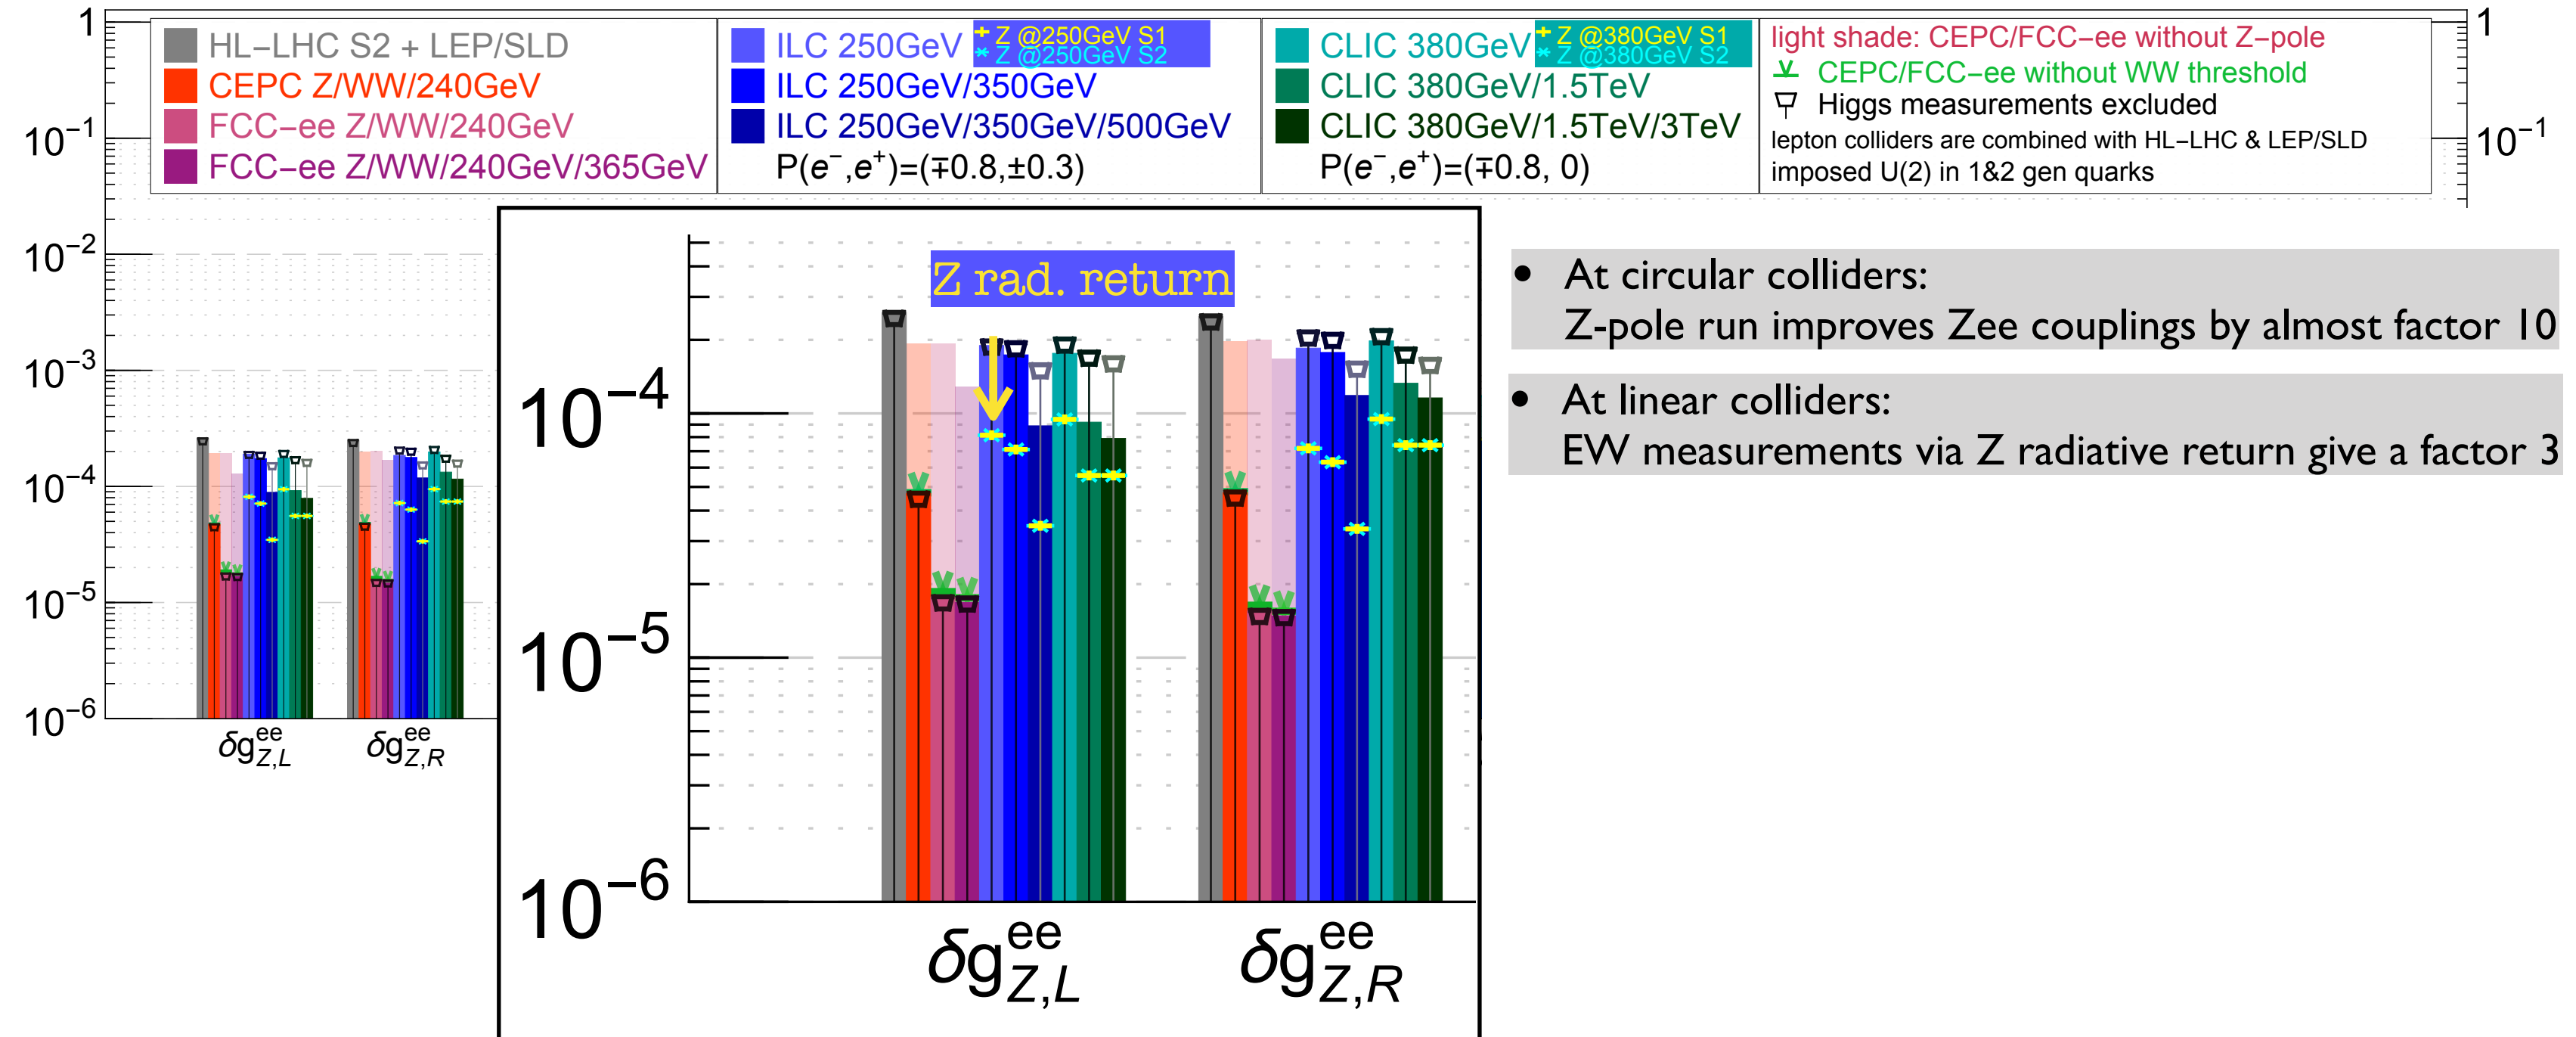 1
10⁻¹
10⁻²
10⁻³
10⁻⁴
10⁻⁵
10⁻⁶
HL−LHC S2 + LEP/SLD
CEPC Z/WW/240GeV
FCC−ee Z/WW/240GeV
FCC−ee Z/WW/240GeV/365GeV
ILC 250GeV
Z @250GeV S1
Z @250GeV S2
ILC 250GeV/350GeV
ILC 250GeV/350GeV/500GeV
P(e⁻,e⁺)=(∓0.8,±0.3)
CLIC 380GeV
Z @380GeV S1
Z @380GeV S2
CLIC 380GeV/1.5TeV
CLIC 380GeV/1.5TeV/3TeV
P(e⁻,e⁺)=(∓0.8, 0)
light shade: CEPC/FCC−ee without Z−pole
CEPC/FCC−ee without WW threshold
Higgs measurements excluded
lepton colliders are combined with HL−LHC & LEP/SLD
imposed U(2) in 1&2 gen quarks
1
10⁻¹
δg^ee_Z,L
δg^ee_Z,R
Z rad. return
10⁻⁴
10⁻⁵
10⁻⁶
δg^ee_Z,L
δg^ee_Z,R
• At circular colliders:
Z-pole run improves Zee couplings by almost factor 10
• At linear colliders:
EW measurements via Z radiative return give a factor 3